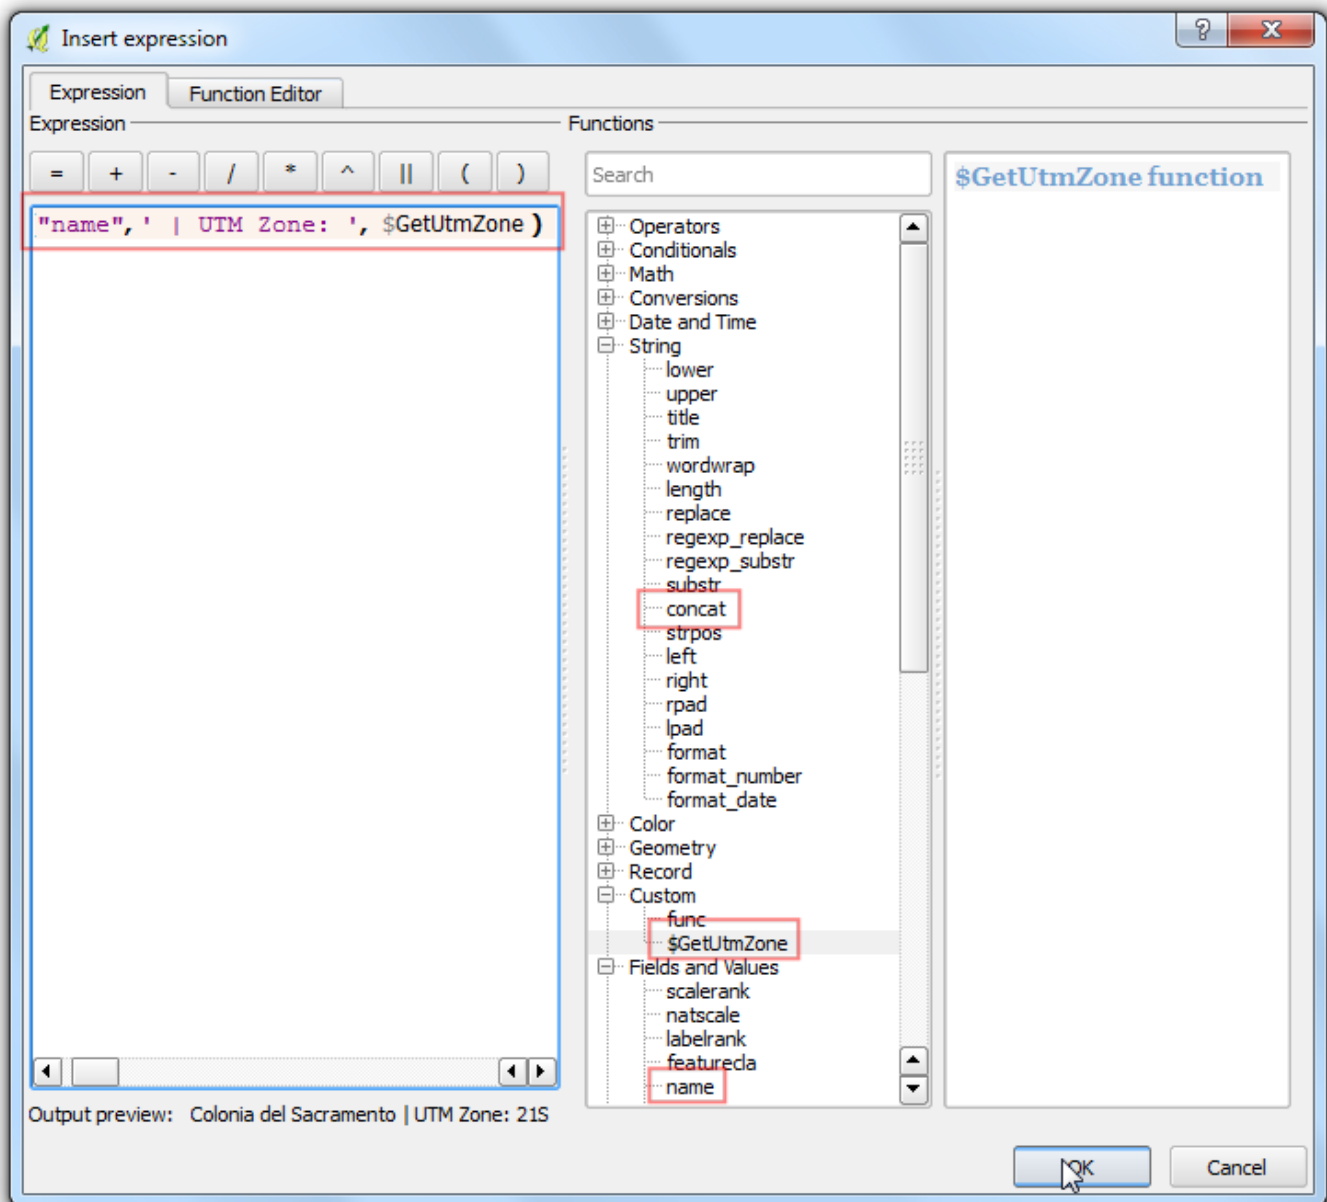 Insert expression
? X
Expression Function Editor
Expression
= + - / * ^ || ( )
"name",' | UTM Zone: ', $GetUtmZone )
Output preview: Colonia del Sacramento | UTM Zone: 21S
Functions
Search
Operators
Conditionals
Math
Conversions
Date and Time
String
lower
upper
title
trim
wordwrap
length
replace
regexp_replace
regexp_substr
substr
concat
strpos
left
right
rpad
lpad
format
format_number
format_date
Color
Geometry
Record
Custom
func
$GetUtmZone
Fields and Values
scalerank
natscale
labelrank
featurecla
name
$GetUtmZone function
OK Cancel